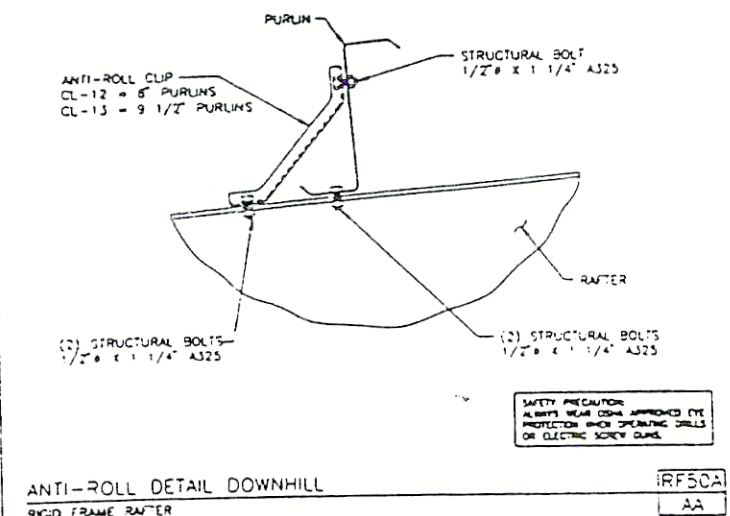 PURLIN
STRUCTURAL BOLT
1/2"ø X 1 1/4" A325
ANTI-ROLL CLIP
CL-12 = 8" PURLINS
CL-13 = 9 1/2" PURLINS
RAFTER
(2) STRUCTURAL BOLTS
1/2"ø X 1 1/4" A325
(2) STRUCTURAL BOLTS
1/2"ø X 1 1/4" A325
SAFETY PRECAUTION:
ALWAYS WEAR OSHA APPROVED EYE
PROTECTION WHEN OPERATING DRILLS
OR ELECTRIC SCREW GUNS.
ANTI-ROLL DETAIL DOWNHILL
RF5CA
RIGID FRAME RAFTER
AA